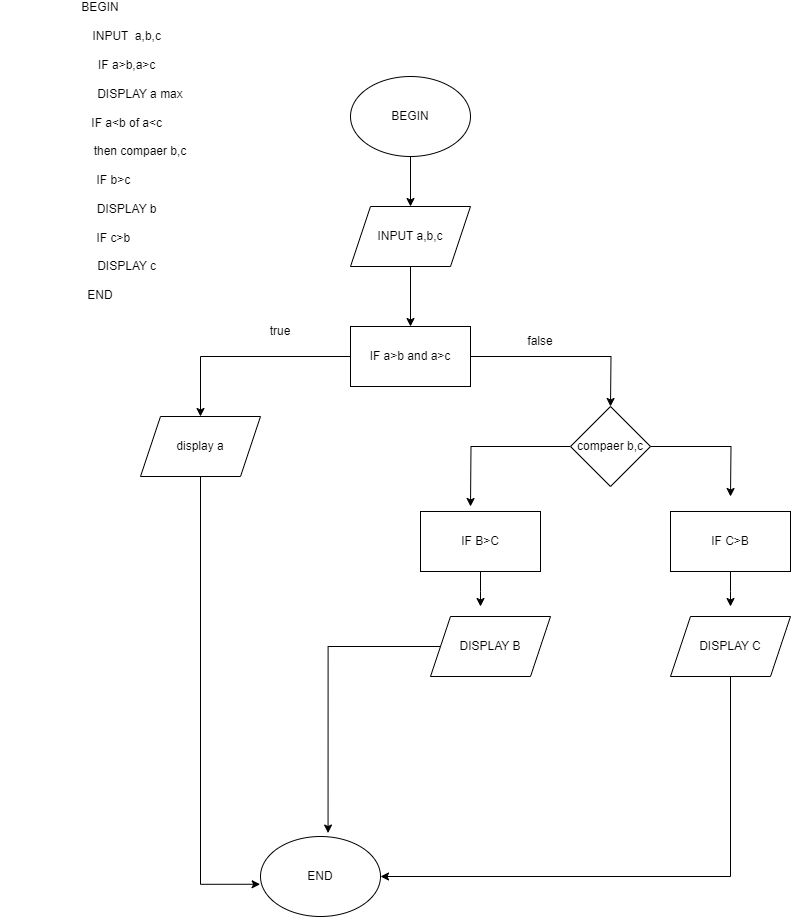 BEGIN
INPUT a,b,c
IF a>b,a>c
DISPLAY a max
IF a<b of a<c
then compaer b,c
IF b>c
DISPLAY b
IF c>b
DISPLAY c
END
BEGIN
INPUT a,b,c
IF a>b and a>c
true
false
display a
compaer b,c
IF B>C
IF C>B
DISPLAY B
DISPLAY C
END